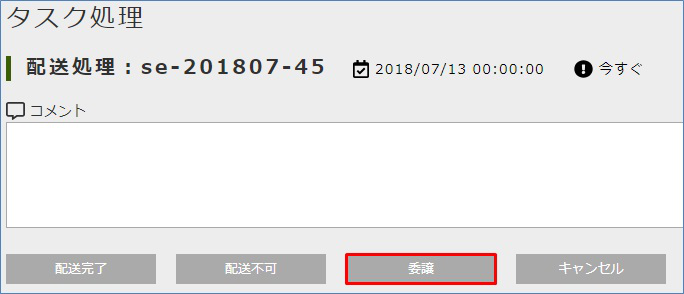 タスク処理
配送処理：se-201807-45 2018/07/13 00:00:00 今すぐ
コメント
配送完了 配送不可 委譲 キャンセル